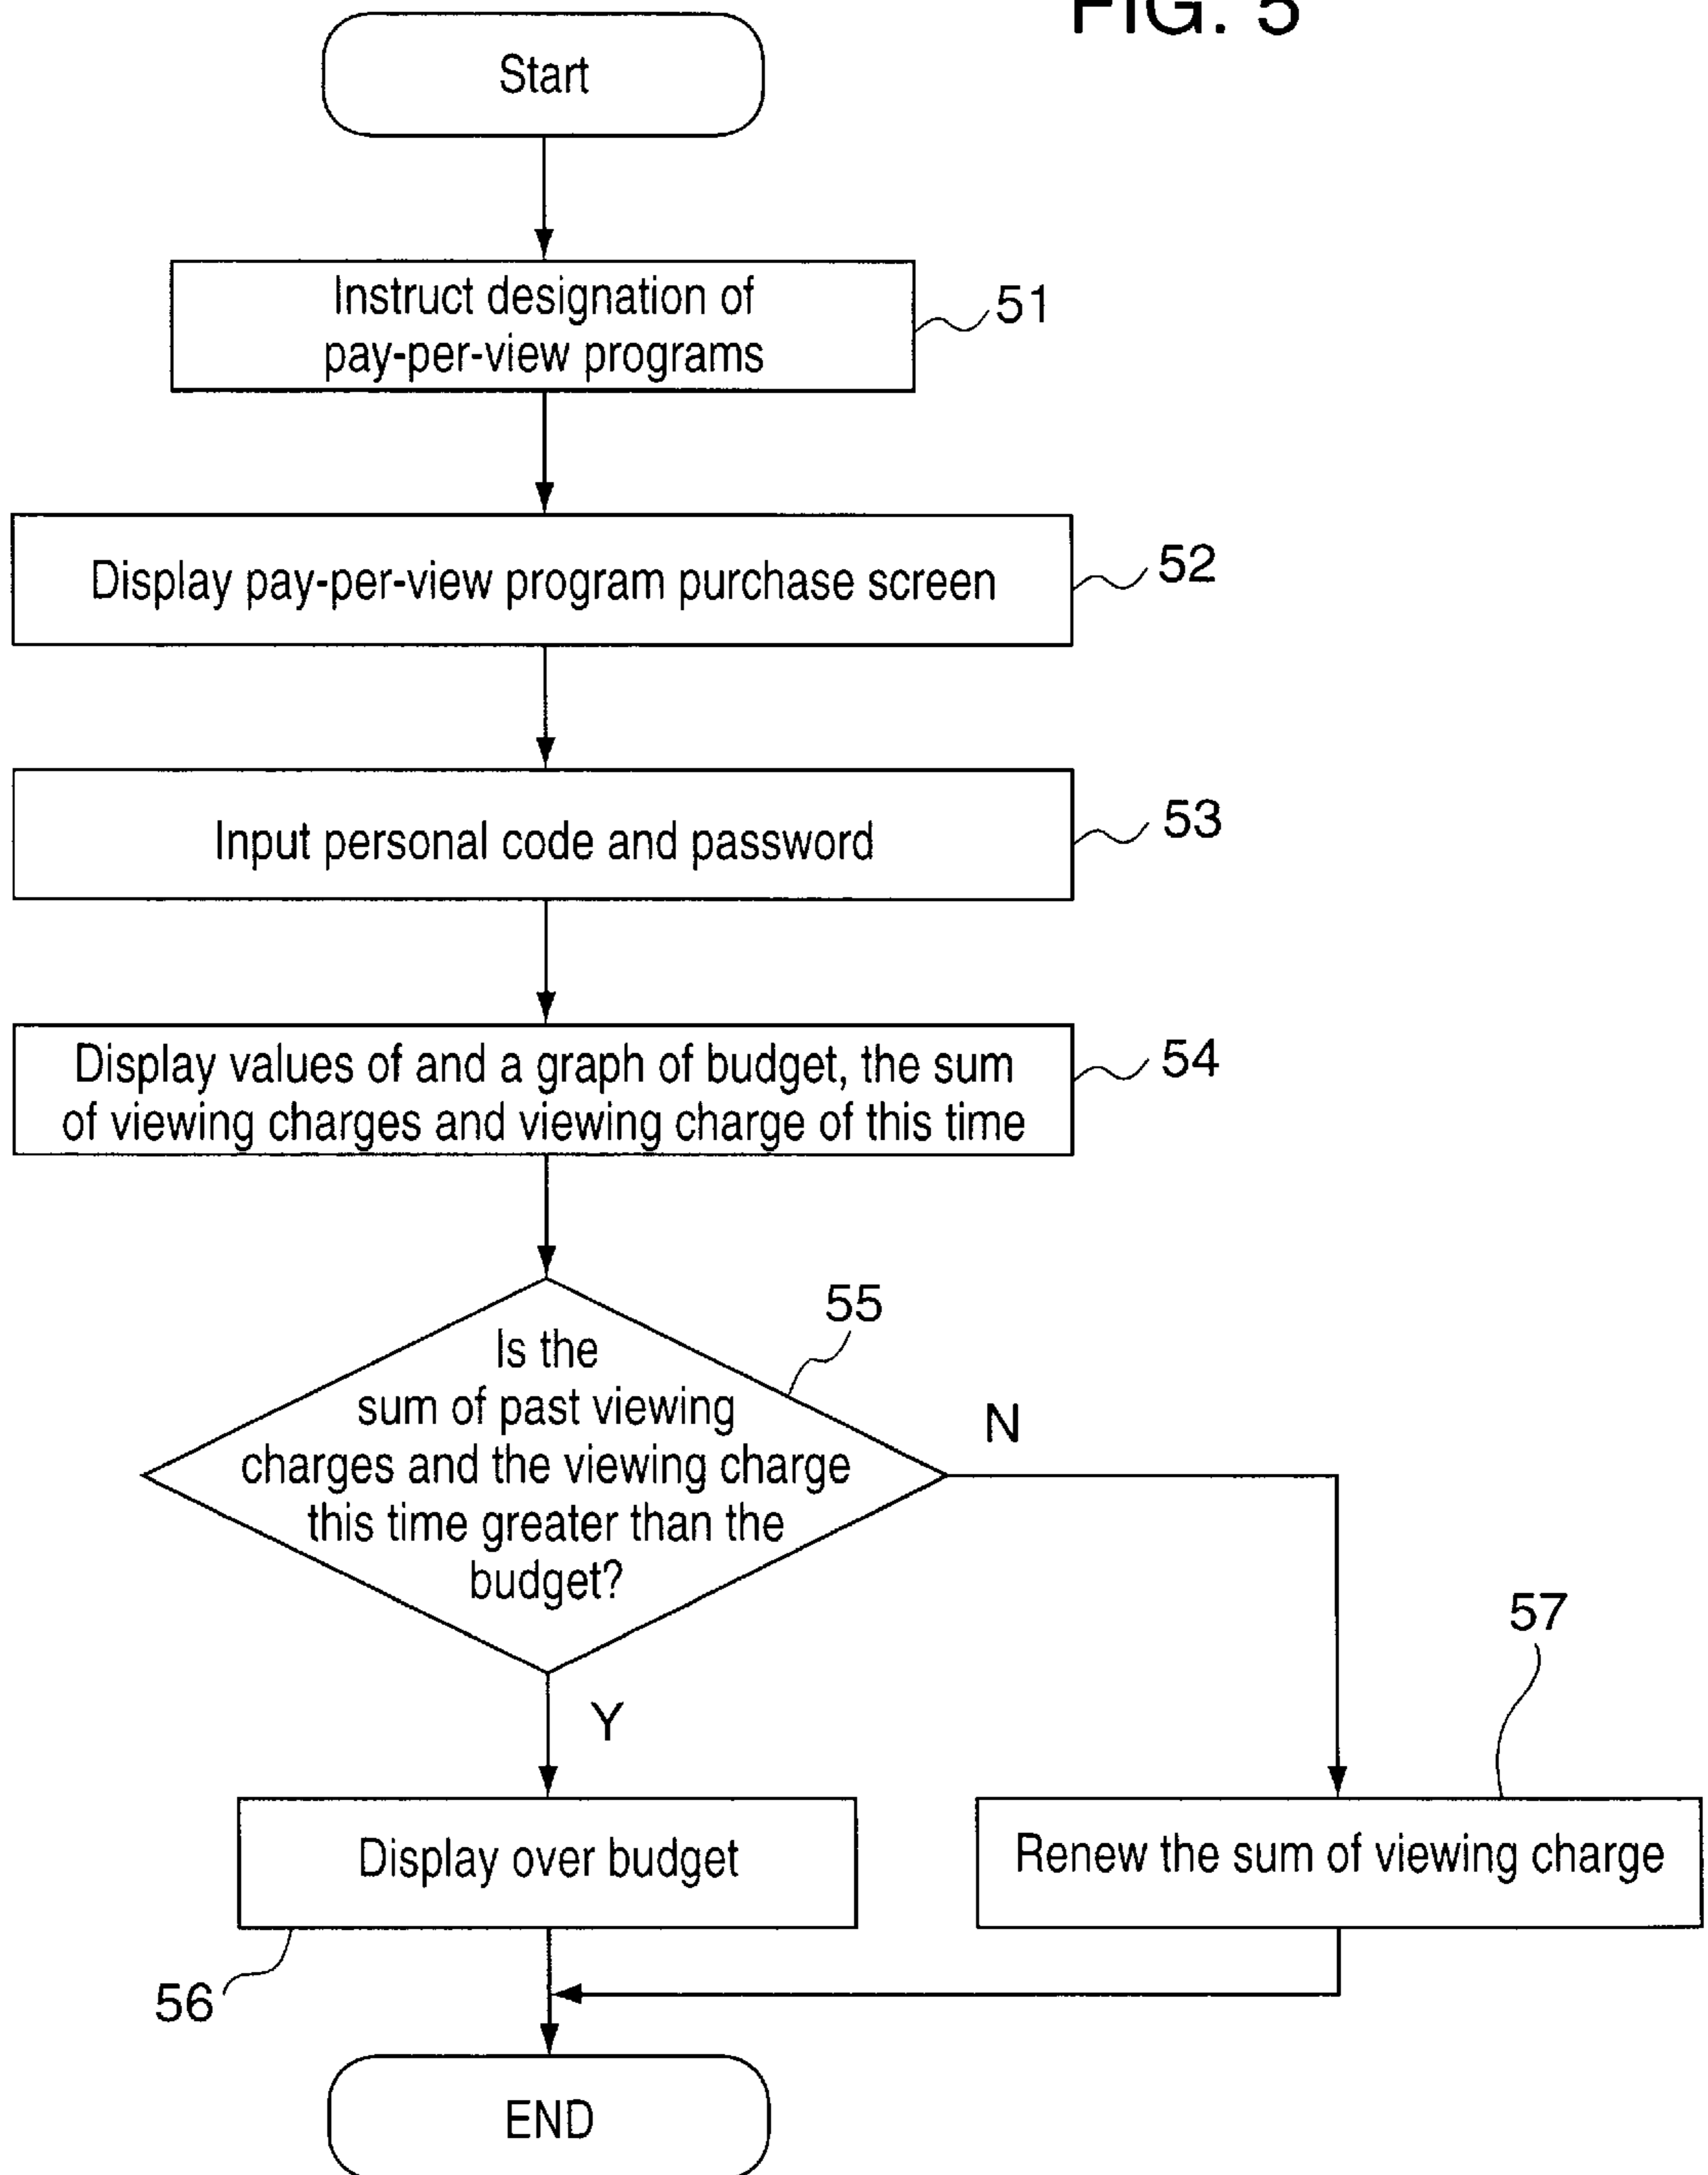 FIG. 5
Start
Instruct designation of
pay-per-view programs
51
Display pay-per-view program purchase screen
52
Input personal code and password
53
Display values of and a graph of budget, the sum
of viewing charges and viewing charge of this time
54
55
Is the
sum of past viewing
charges and the viewing charge
this time greater than the
budget?
N
Y
57
Display over budget
Renew the sum of viewing charge
56
END